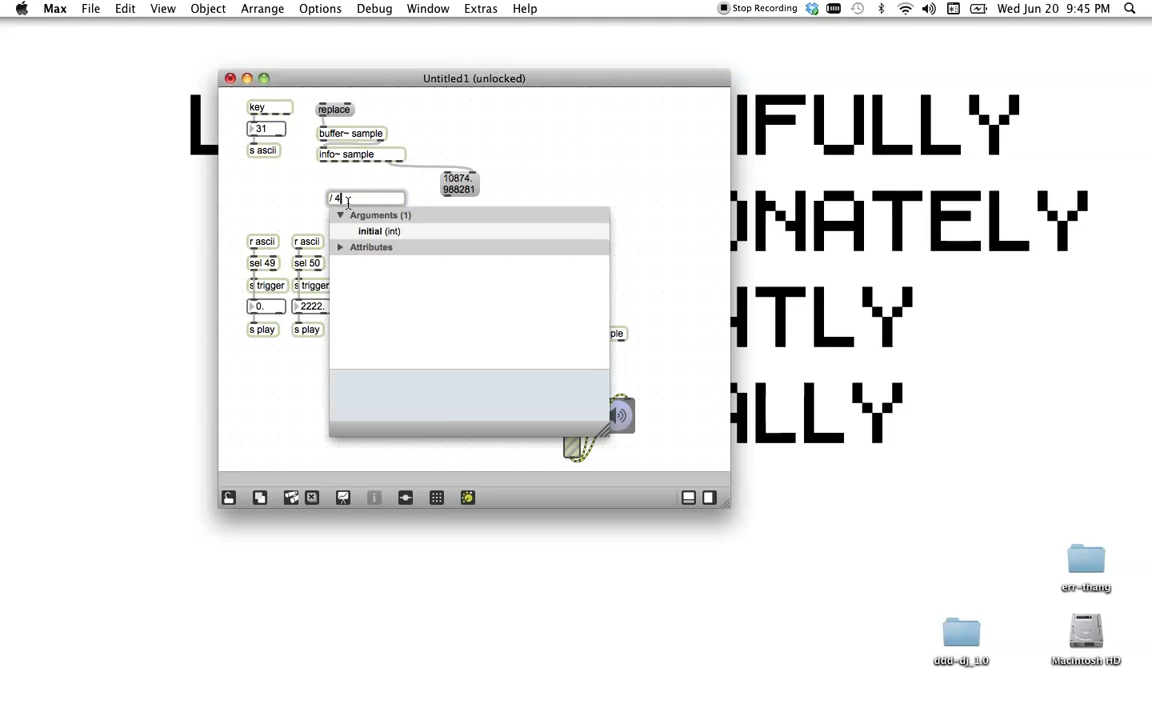 Max File Edit View Object Arrange Options Debug Window Extras Help Stop Recording Wed Jun 20 9:45 PM
Untitled1 (unlocked)
key
31
s ascii
replace
buffer~ sample
info~ sample
10874.
988281
/ 4
Arguments (1)
initial (int)
Attributes
r ascii r ascii
sel 49 sel 50
s trigger s trigger
0. 2222.
s play s play
ple
L IFULLY
ONATELY
HTLY
ALLY
err-thang
ddd-dj_1.0
Macintosh HD